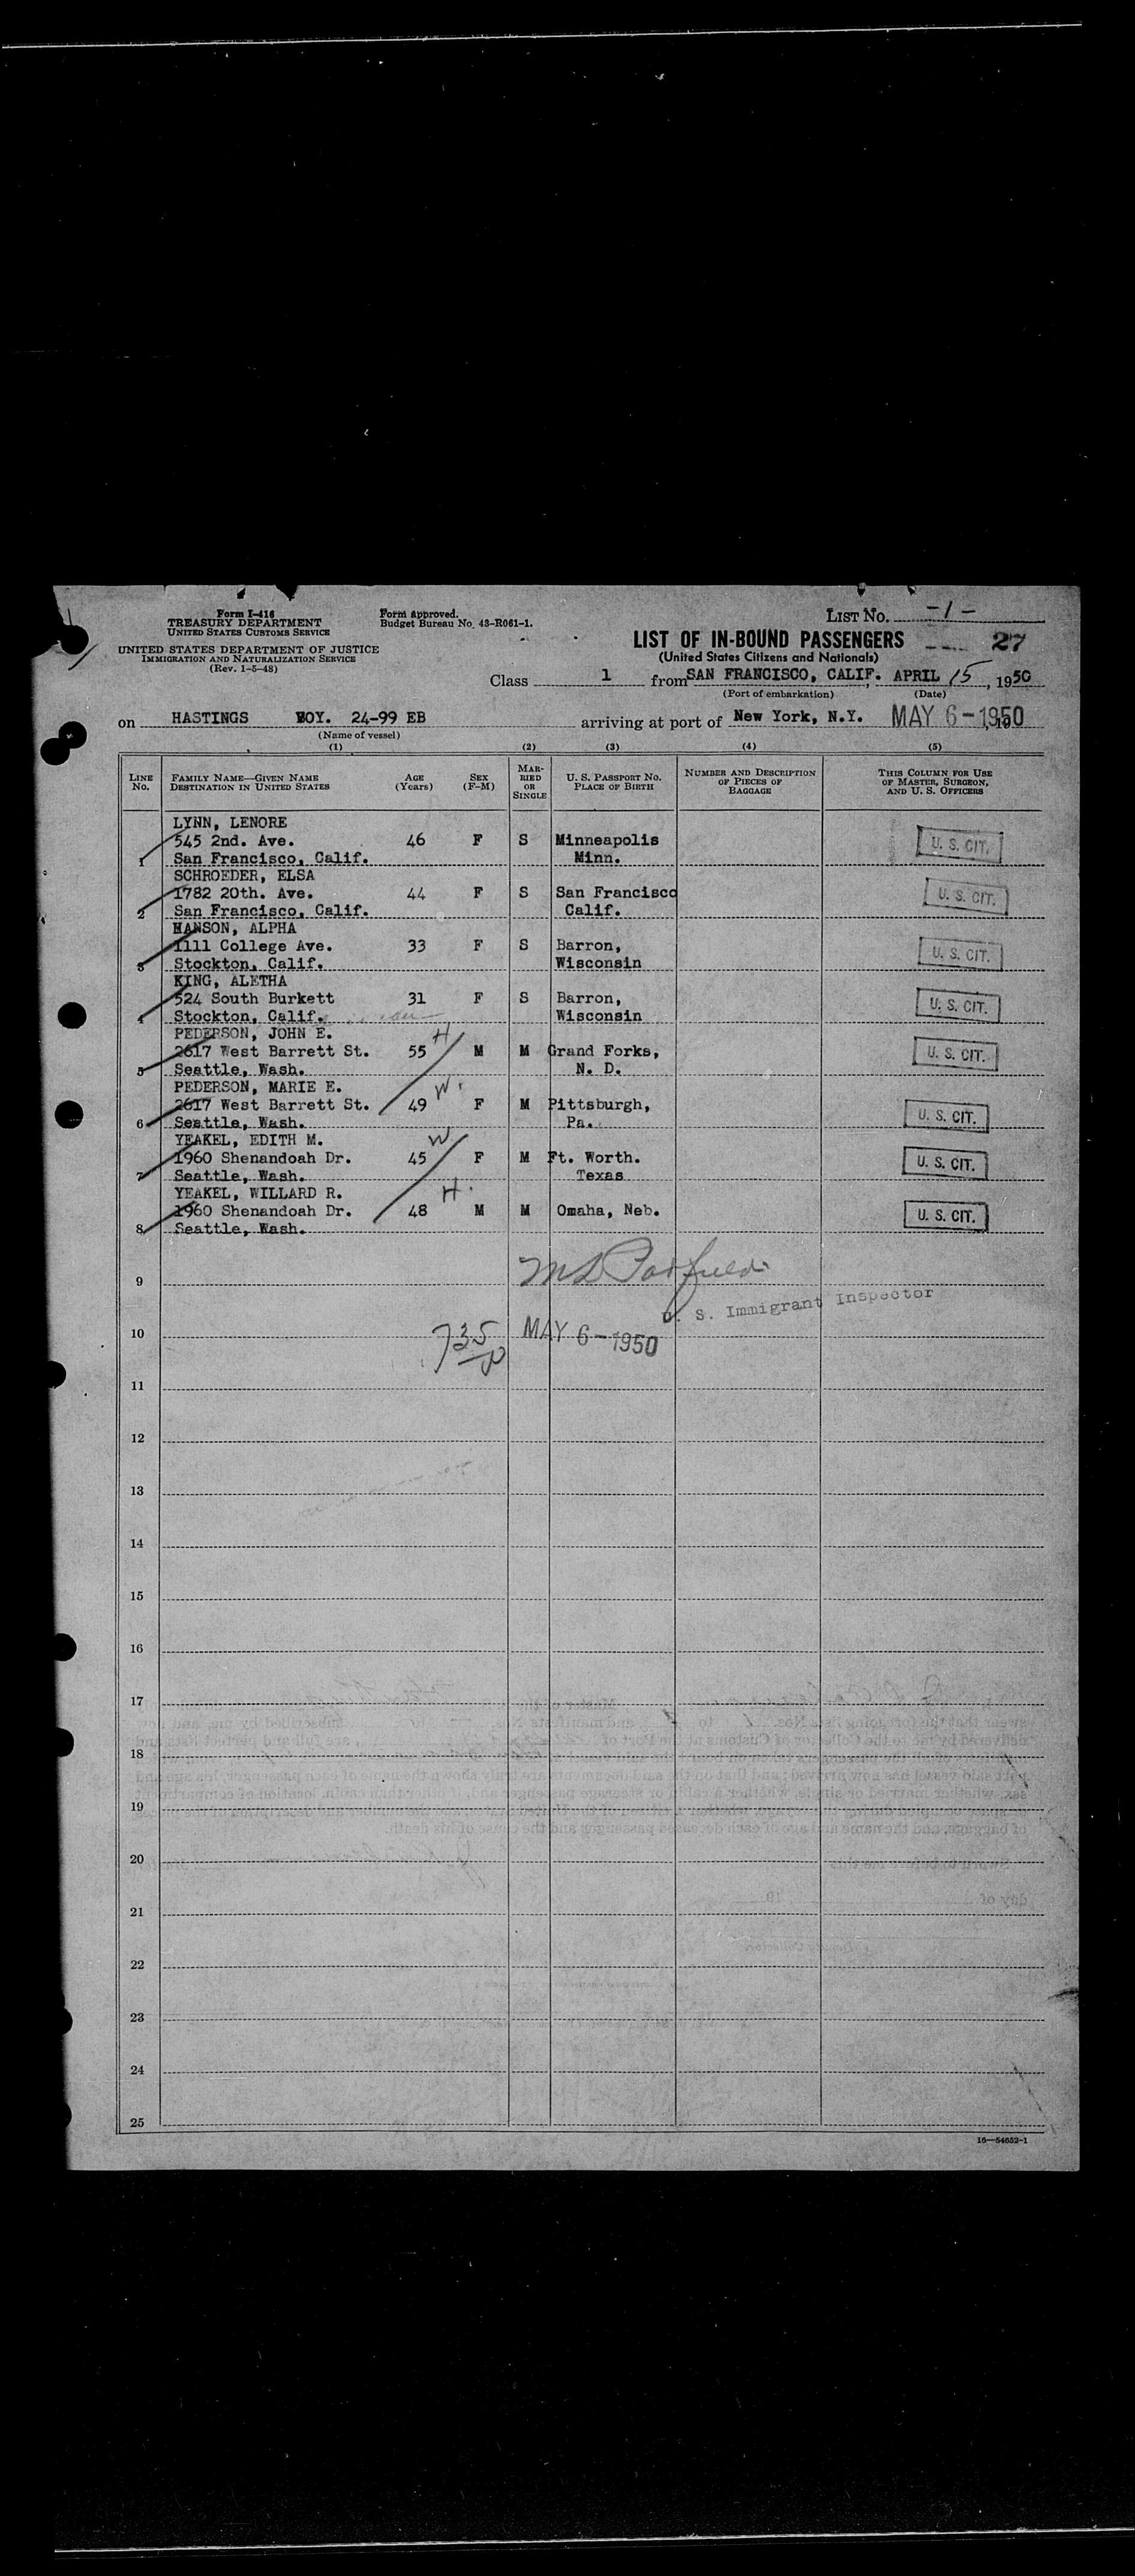 Form I-416
TREASURY DEPARTMENT
UNITED STATES CUSTOMS SERVICE
UNITED STATES DEPARTMENT OF JUSTICE
IMMIGRATION AND NATURALIZATION SERVICE
(Rev. 1-5-48)
Form Approved.
Budget Bureau No. 43-R061-1.
LIST No. -1-
LIST OF IN-BOUND PASSENGERS
27
(United States Citizens and Nationals)
Class 1 from SAN FRANCISCO, CALIF. APRIL 15, 1950
(Port of embarkation) (Date)
on HASTINGS VOY. 24-99 EB arriving at port of New York, N.Y. MAY 6-1950
(Name of vessel)
(1) (2) (3) (4) (5)
LINE No. FAMILY NAME—GIVEN NAME DESTINATION IN UNITED STATES AGE (Years) SEX (F-M) MARRIED OR SINGLE U. S. PASSPORT NO. PLACE OF BIRTH NUMBER AND DESCRIPTION OF PIECES OF BAGGAGE THIS COLUMN FOR USE OF MASTER, SURGEON, AND U. S. OFFICERS
LYNN, LENORE
545 2nd. Ave. 46 F S Minneapolis U. S. CIT.
1 San Francisco, Calif. Minn.
SCHROEDER, ELSA
1782 20th. Ave. 44 F S San Francisco U. S. CIT.
2 San Francisco, Calif. Calif.
HANSON, ALPHA
1111 College Ave. 33 F S Barron, U. S. CIT.
3 Stockton, Calif. Wisconsin
KING, ALETHA
524 South Burkett 31 F S Barron, U. S. CIT.
4 Stockton, Calif. Wisconsin
PEDERSON, JOHN E. H
2617 West Barrett St. 55 M M Grand Forks, U. S. CIT.
5 Seattle, Wash. N. D.
PEDERSON, MARIE E. W.
2617 West Barrett St. 49 F M Pittsburgh, U. S. CIT.
6 Seattle, Wash. Pa.
YEAKEL, EDITH M. W
1960 Shenandoah Dr. 45 F M Ft. Worth. U. S. CIT.
7 Seattle, Wash. Texas
YEAKEL, WILLARD R. H.
1960 Shenandoah Dr. 48 M M Omaha, Neb. U. S. CIT.
8 Seattle, Wash.
9
U. S. Immigrant Inspector
10 735 MAY 6-1950
11
12
13
14
15
16
17
18
19
20
21
22
23
24
25
16—54652-1